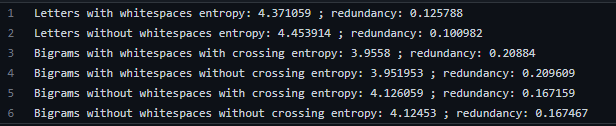 1 Letters with whitespaces entropy: 4.371059 ; redundancy: 0.125788
2 Letters without whitespaces entropy: 4.453914 ; redundancy: 0.100982
3 Bigrams with whitespaces with crossing entropy: 3.9558 ; redundancy: 0.20884
4 Bigrams with whitespaces without crossing entropy: 3.951953 ; redundancy: 0.209609
5 Bigrams without whitespaces with crossing entropy: 4.126059 ; redundancy: 0.167159
6 Bigrams without whitespaces without crossing entropy: 4.12453 ; redundancy: 0.167467